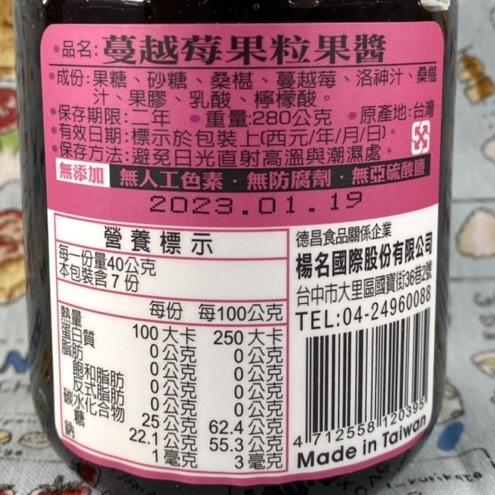 •品名:蔓越莓果粒果醬
•成份:果糖、砂糖、桑椹、蔓越莓、洛神汁、桑椹
汁、果膠、乳酸、檸檬酸。
•保存期限:二年 •重量:280公克 •原產地:台灣
•有效日期:標示於包裝上(西元/年/月/日)。
•保存方法:避免日光直射高溫與潮濕處。
無添加 無人工色素·無防腐劑·無亞硫酸鹽
2023.01.19
營養標示
每一份量40公克
本包裝含7份
每份 每100公克
熱量 100大卡 250大卡
蛋白質 0公克 0公克
脂肪 0公克 0公克
飽和脂肪 0公克 0公克
反式脂肪 0公克 0公克
碳水化合物 25公克 62.4公克
糖 22.1公克 55.3公克
鈉 1毫克 3毫克
德昌食品關係企業
楊名國際股份有限公司
台中市大里區國寶街36巷2號
TEL:04-24960088
4 712558 120395
Made in Taiwan